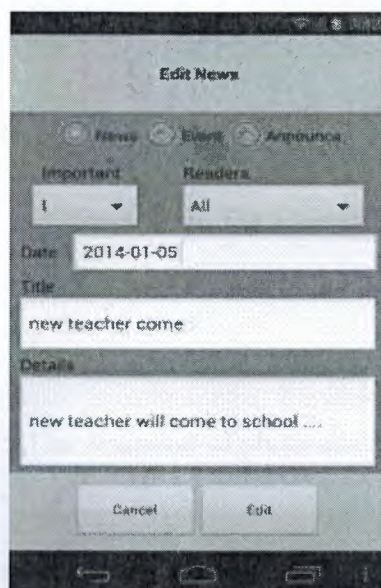 Edit News
News Event Announce
Important Readers
1 All
Date 2014-01-05
Title
new teacher come
Details
new teacher will come to school ....
Cancel Edit